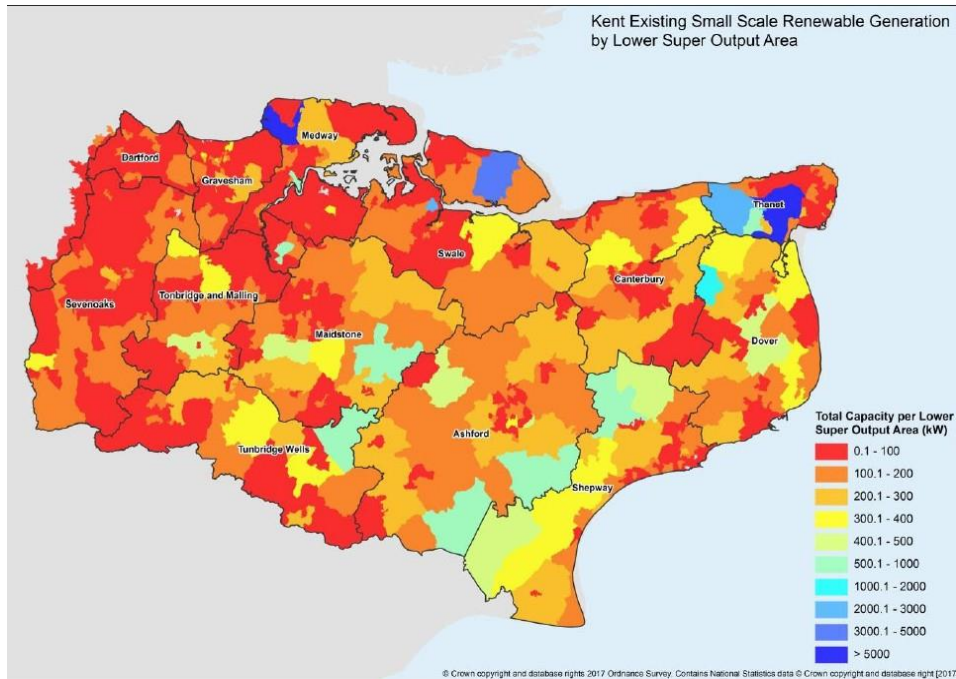 Kent Existing Small Scale Renewable Generation
by Lower Super Output Area
Medway
Dartford
Gravesham
Thanet
Swale
Canterbury
Sevenoaks
Tonbridge and Malling
Maidstone
Dover
Ashford
Tunbridge Wells
Shepway
Total Capacity per Lower
Super Output Area (kW)
0.1 - 100
100.1 - 200
200.1 - 300
300.1 - 400
400.1 - 500
500.1 - 1000
1000.1 - 2000
2000.1 - 3000
3000.1 - 5000
> 5000
© Crown copyright and database rights 2017 Ordnance Survey. Contains National Statistics data © Crown copyright and database right [2017